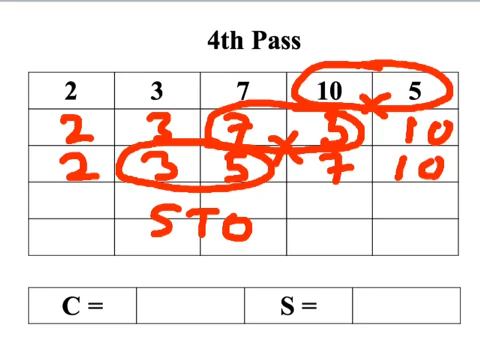 4th Pass
2 3 7 10 5
2 3 7 5 10
2 3 5 7 10
STO
C = S =